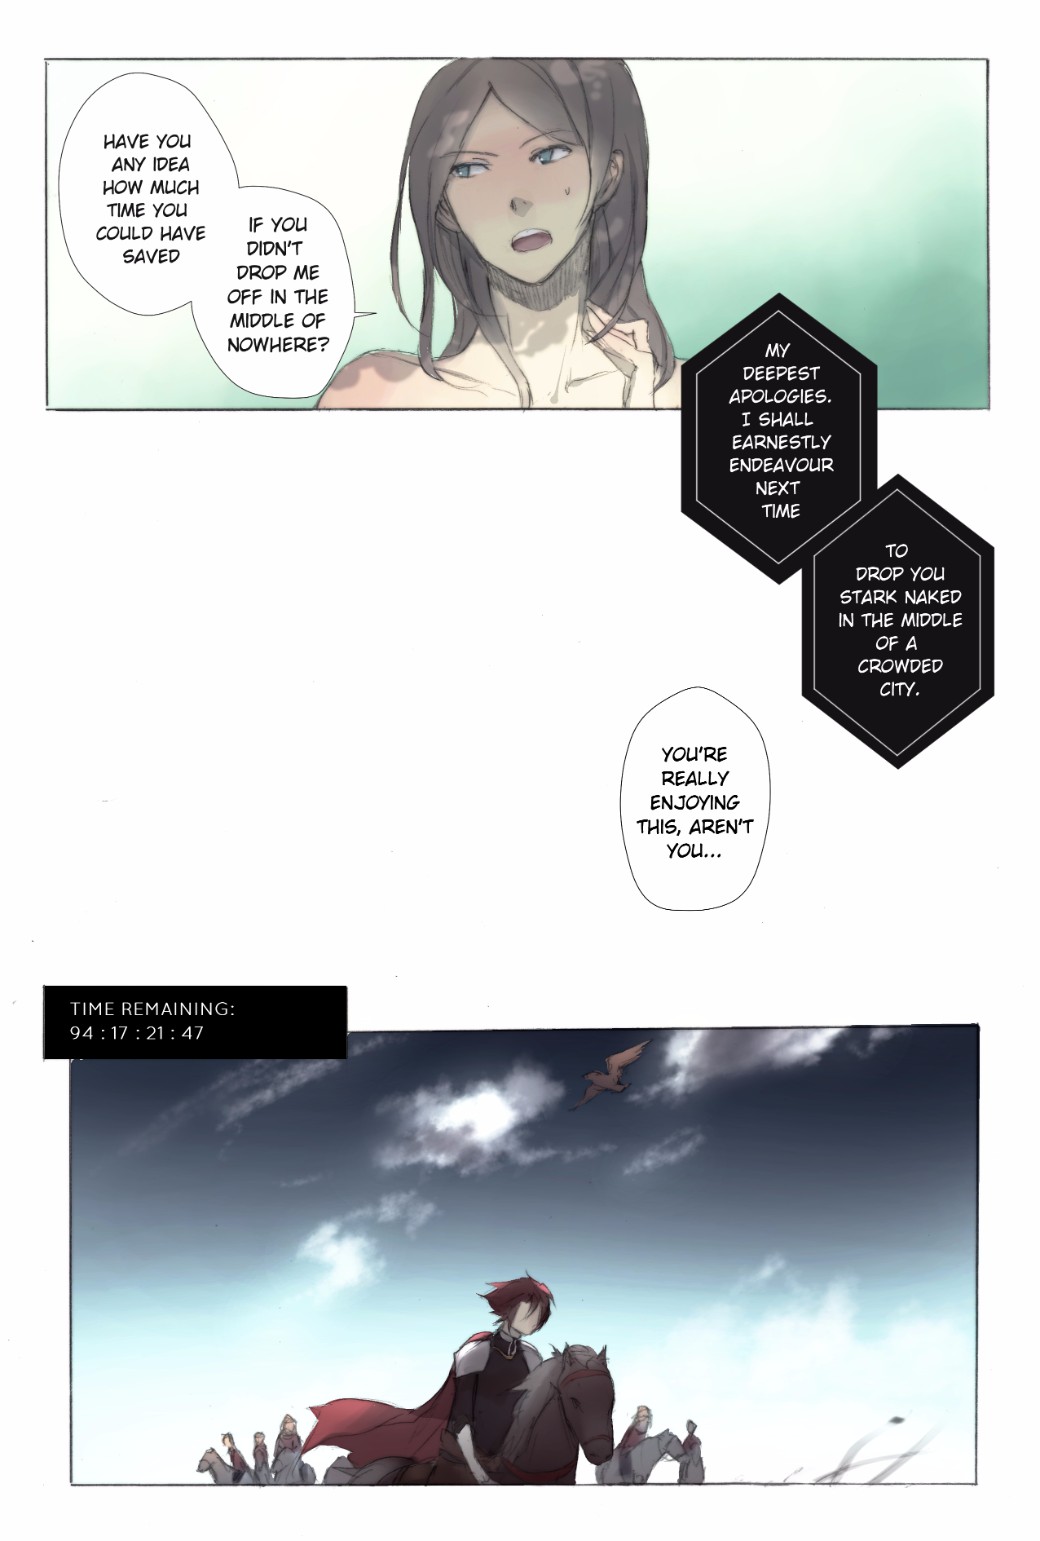 HAVE YOU
ANY IDEA
HOW MUCH
TIME YOU
COULD HAVE
SAVED
IF YOU
DIDN'T
DROP ME
OFF IN THE
MIDDLE OF
NOWHERE?
MY
DEEPEST
APOLOGIES.
I SHALL
EARNESTLY
ENDEAVOUR
NEXT
TIME
TO
DROP YOU
STARK NAKED
IN THE MIDDLE
OF A
CROWDED
CITY.
YOU'RE
REALLY
ENJOYING
THIS, AREN'T
YOU...
TIME REMAINING:
94 : 17 : 21 : 47